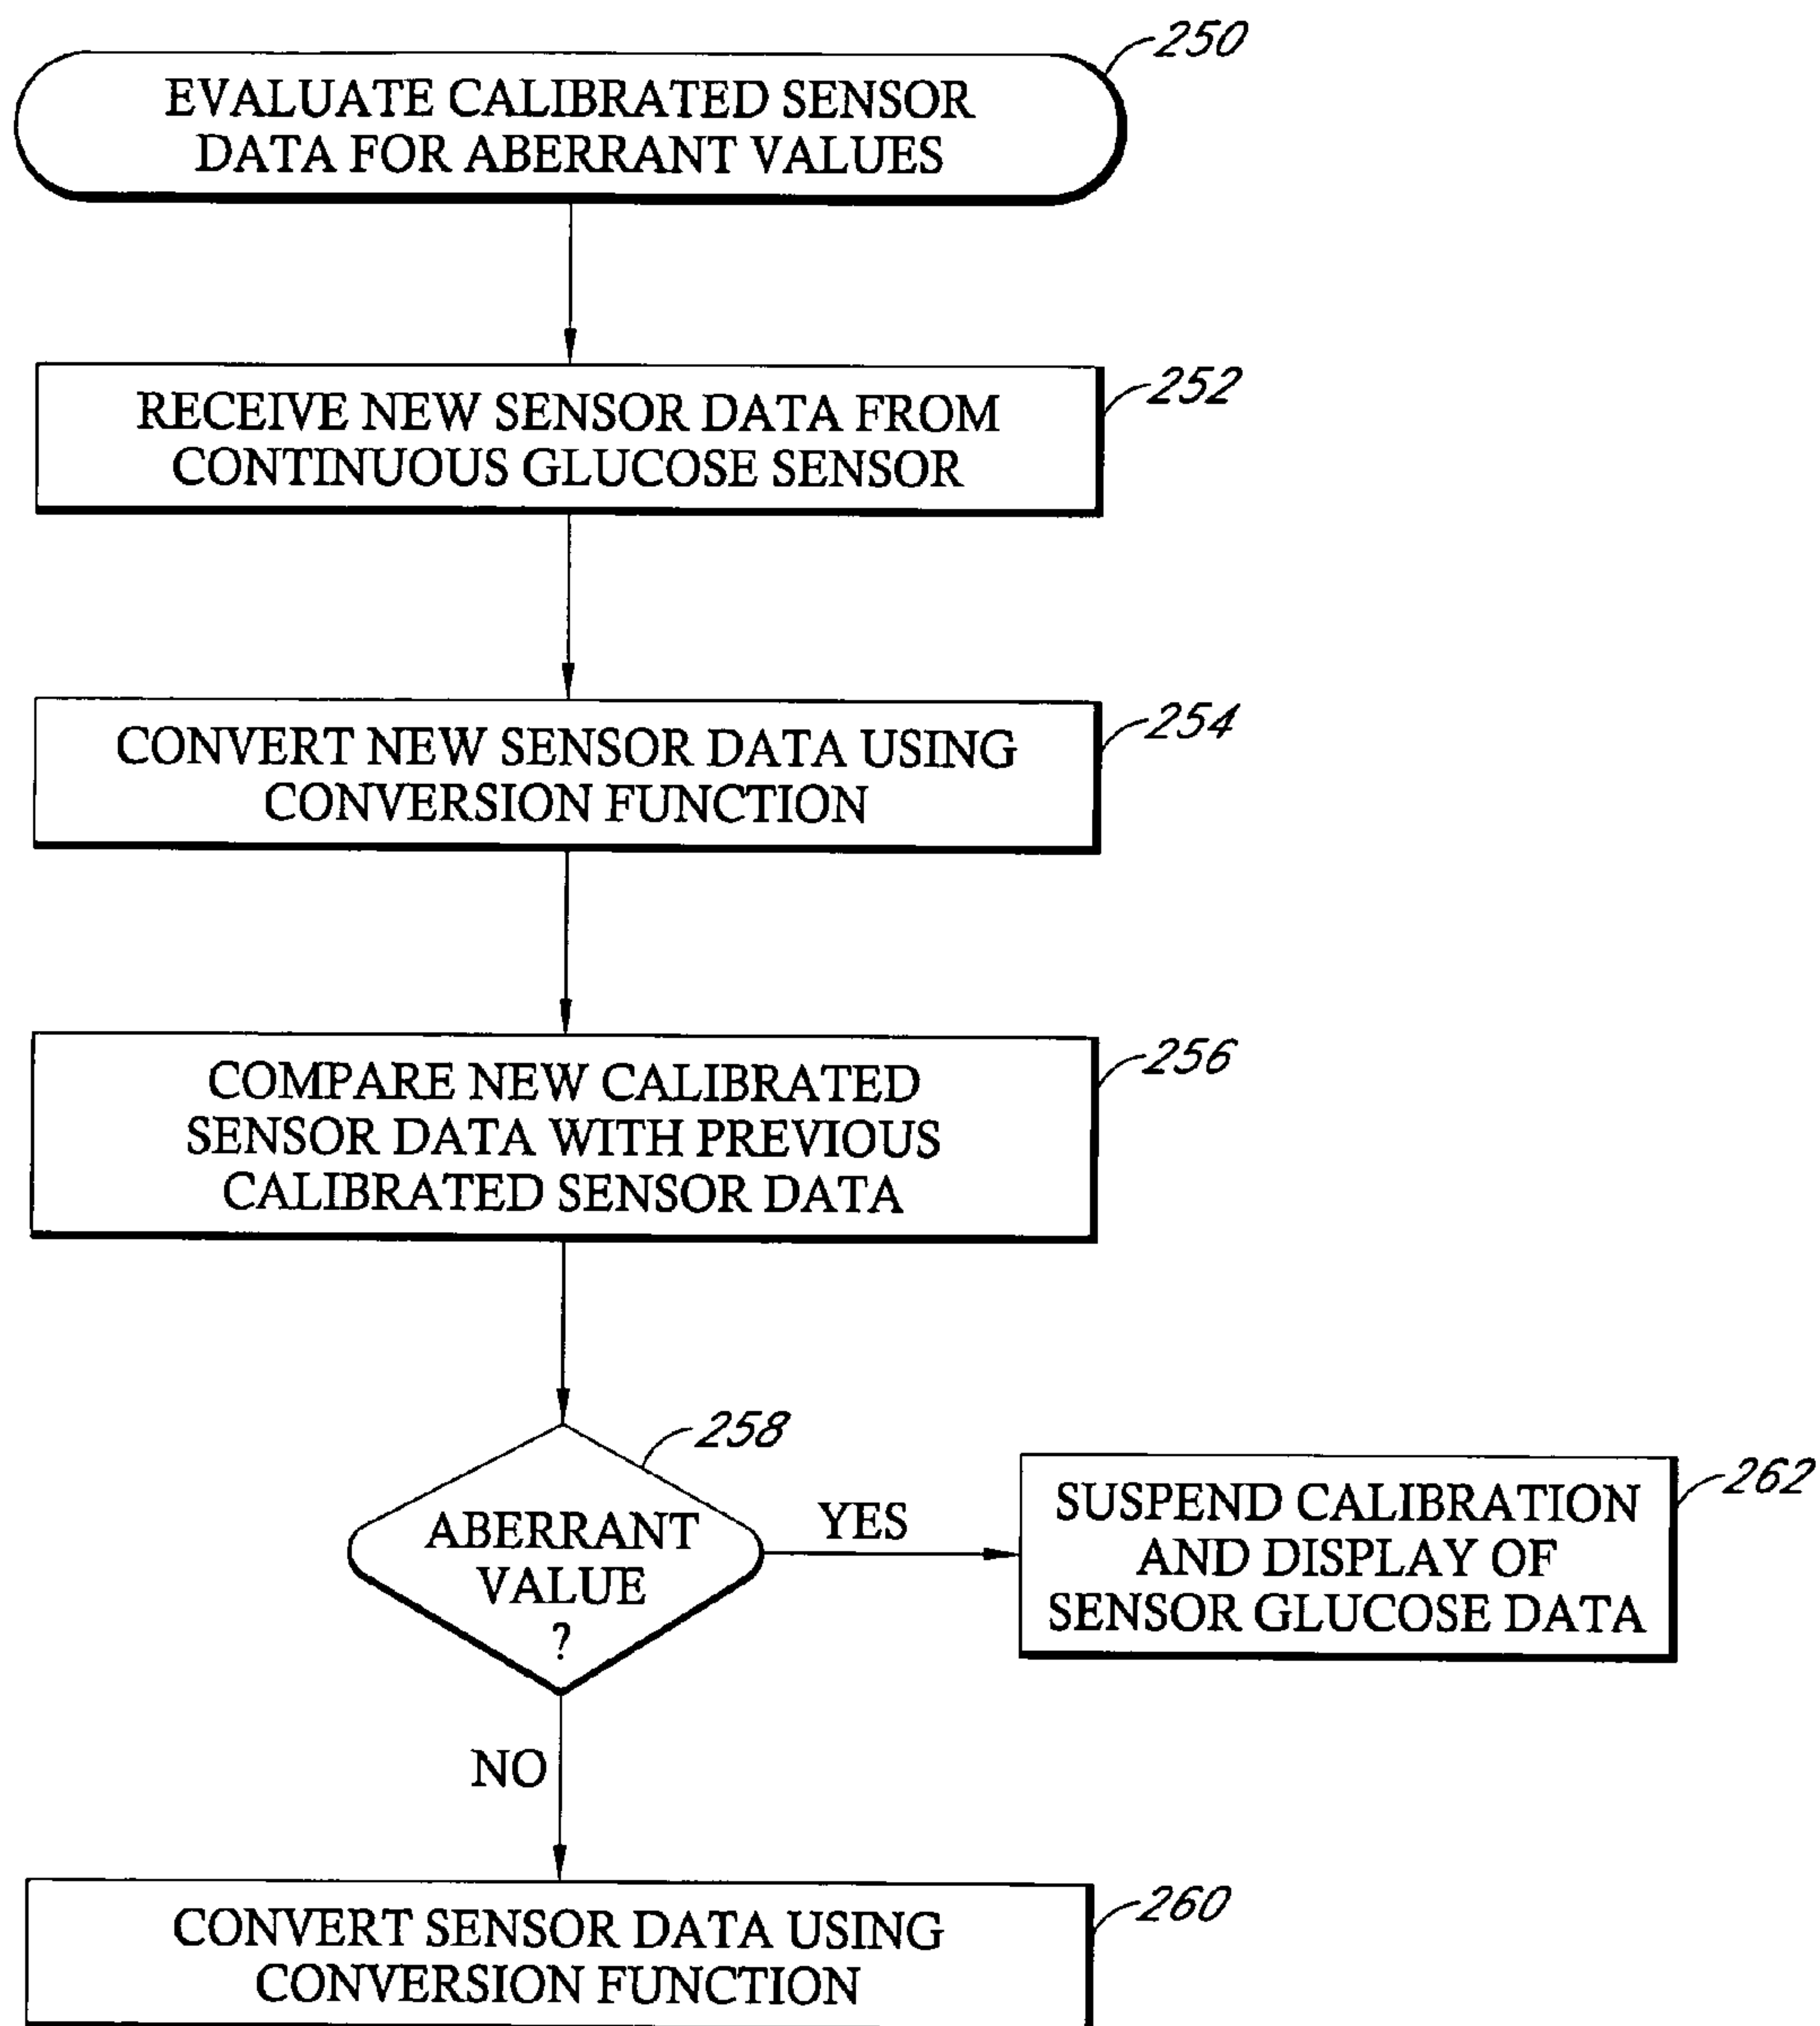 250
EVALUATE CALIBRATED SENSOR
DATA FOR ABERRANT VALUES
252
RECEIVE NEW SENSOR DATA FROM
CONTINUOUS GLUCOSE SENSOR
254
CONVERT NEW SENSOR DATA USING
CONVERSION FUNCTION
256
COMPARE NEW CALIBRATED
SENSOR DATA WITH PREVIOUS
CALIBRATED SENSOR DATA
258
ABERRANT
VALUE
?
YES
262
SUSPEND CALIBRATION
AND DISPLAY OF
SENSOR GLUCOSE DATA
NO
260
CONVERT SENSOR DATA USING
CONVERSION FUNCTION